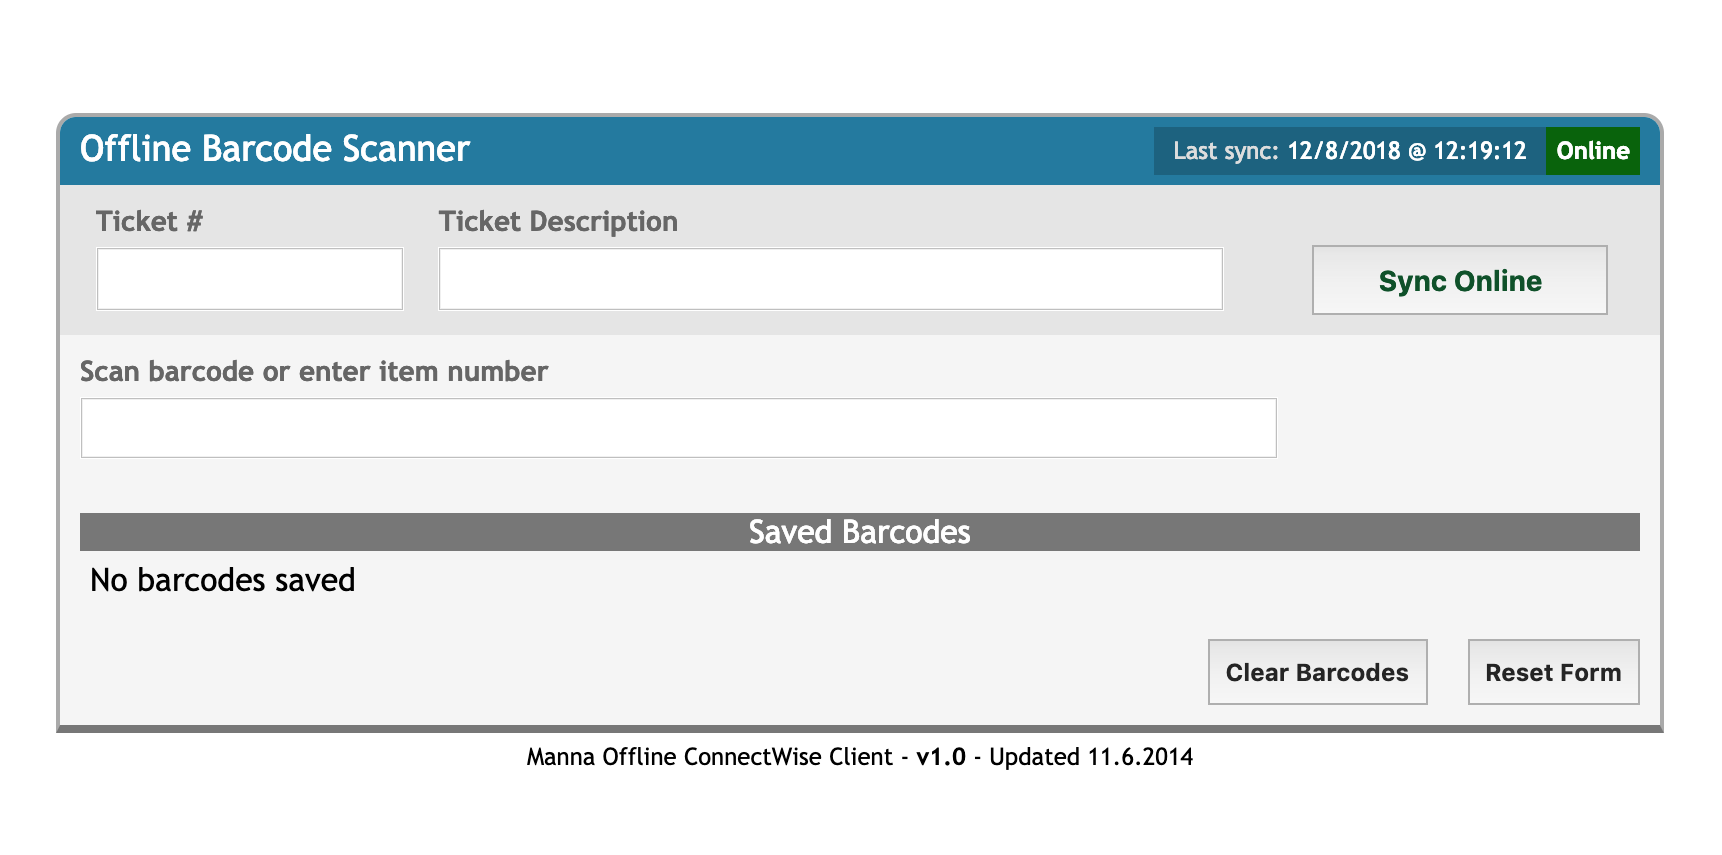 Offline Barcode Scanner
Last sync: 12/8/2018 @ 12:19:12 Online
Ticket #
Ticket Description
Sync Online
Scan barcode or enter item number
Saved Barcodes
No barcodes saved
Clear Barcodes
Reset Form
Manna Offline ConnectWise Client - v1.0 - Updated 11.6.2014